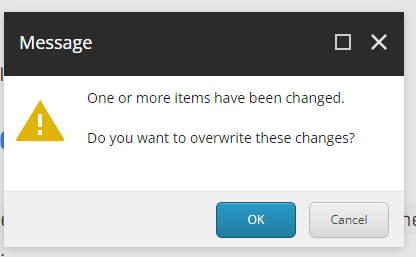 Message
One or more items have been changed.
Do you want to overwrite these changes?
OK
Cancel